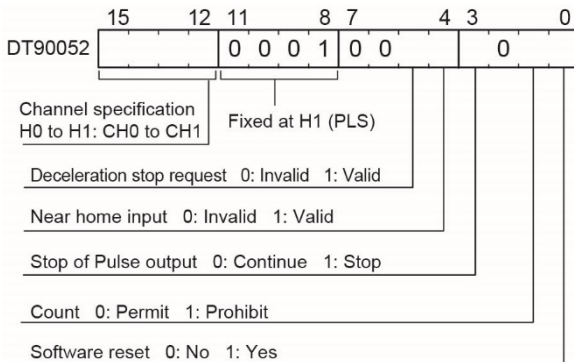 15 12 11 8 7 4 3 0
DT90052 0 0 0 1 0 0 0
Channel specification
H0 to H1: CH0 to CH1
Fixed at H1 (PLS)
Deceleration stop request 0: Invalid 1: Valid
Near home input 0: Invalid 1: Valid
Stop of Pulse output 0: Continue 1: Stop
Count 0: Permit 1: Prohibit
Software reset 0: No 1: Yes